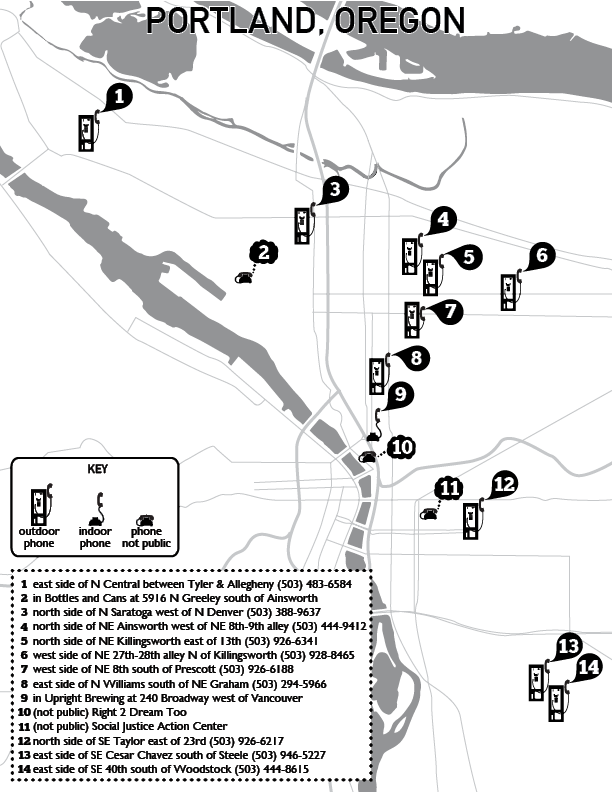 PORTLAND, OREGON
1
3
2
4
5
6
7
8
9
10
11
12
13
14
KEY
outdoor phone
indoor phone
phone not public
1 east side of N Central between Tyler & Allegheny (503) 483-6584
2 in Bottles and Cans at 5916 N Greeley south of Ainsworth
3 north side of N Saratoga west of N Denver (503) 388-9637
4 north side of NE Ainsworth west of NE 8th-9th alley (503) 444-9412
5 north side of NE Killingsworth east of 13th (503) 926-6341
6 west side of NE 27th-28th alley N of Killingsworth (503) 928-8465
7 west side of NE 8th south of Prescott (503) 926-6188
8 east side of N Williams south of NE Graham (503) 294-5966
9 in Upright Brewing at 240 Broadway west of Vancouver
10 (not public) Right 2 Dream Too
11 (not public) Social Justice Action Center
12 north side of SE Taylor east of 23rd (503) 926-6217
13 east side of SE Cesar Chavez south of Steele (503) 946-5227
14 east side of SE 40th south of Woodstock (503) 444-8615